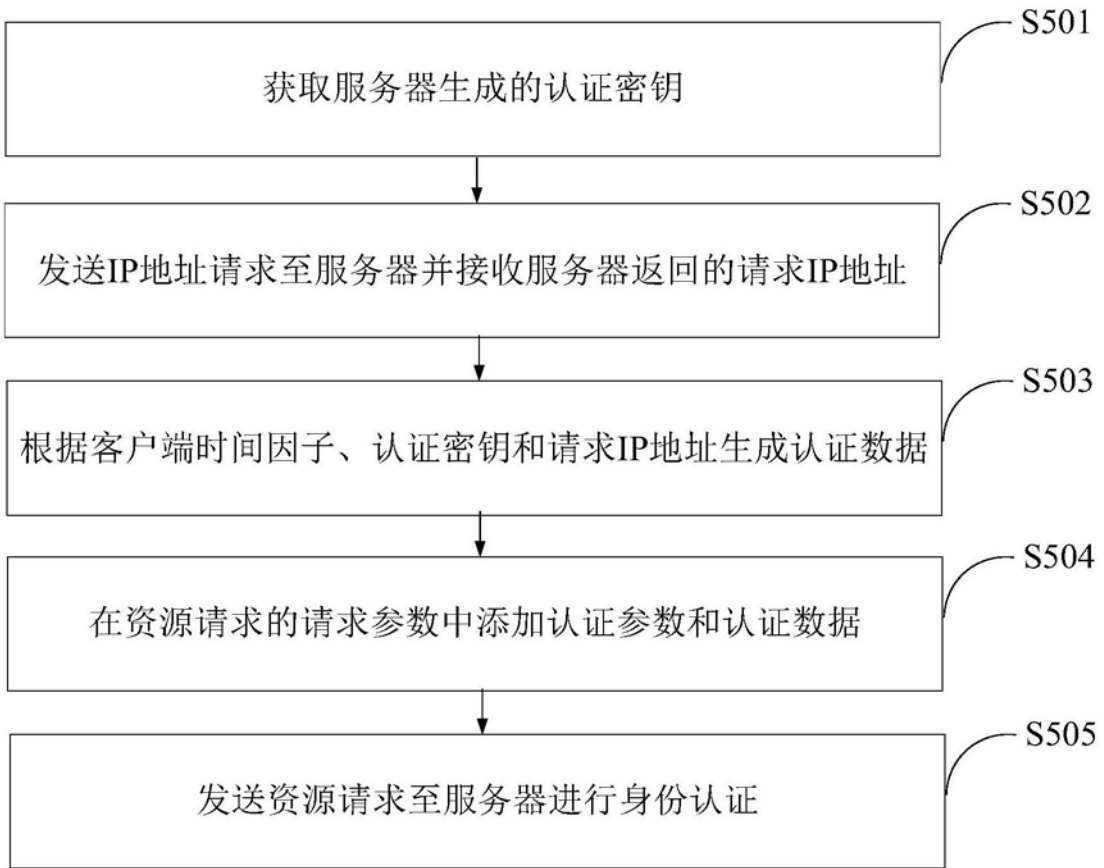 S501
获取服务器生成的认证密钥
S502
发送IP地址请求至服务器并接收服务器返回的请求IP地址
S503
根据客户端时间因子、认证密钥和请求IP地址生成认证数据
S504
在资源请求的请求参数中添加认证参数和认证数据
S505
发送资源请求至服务器进行身份认证